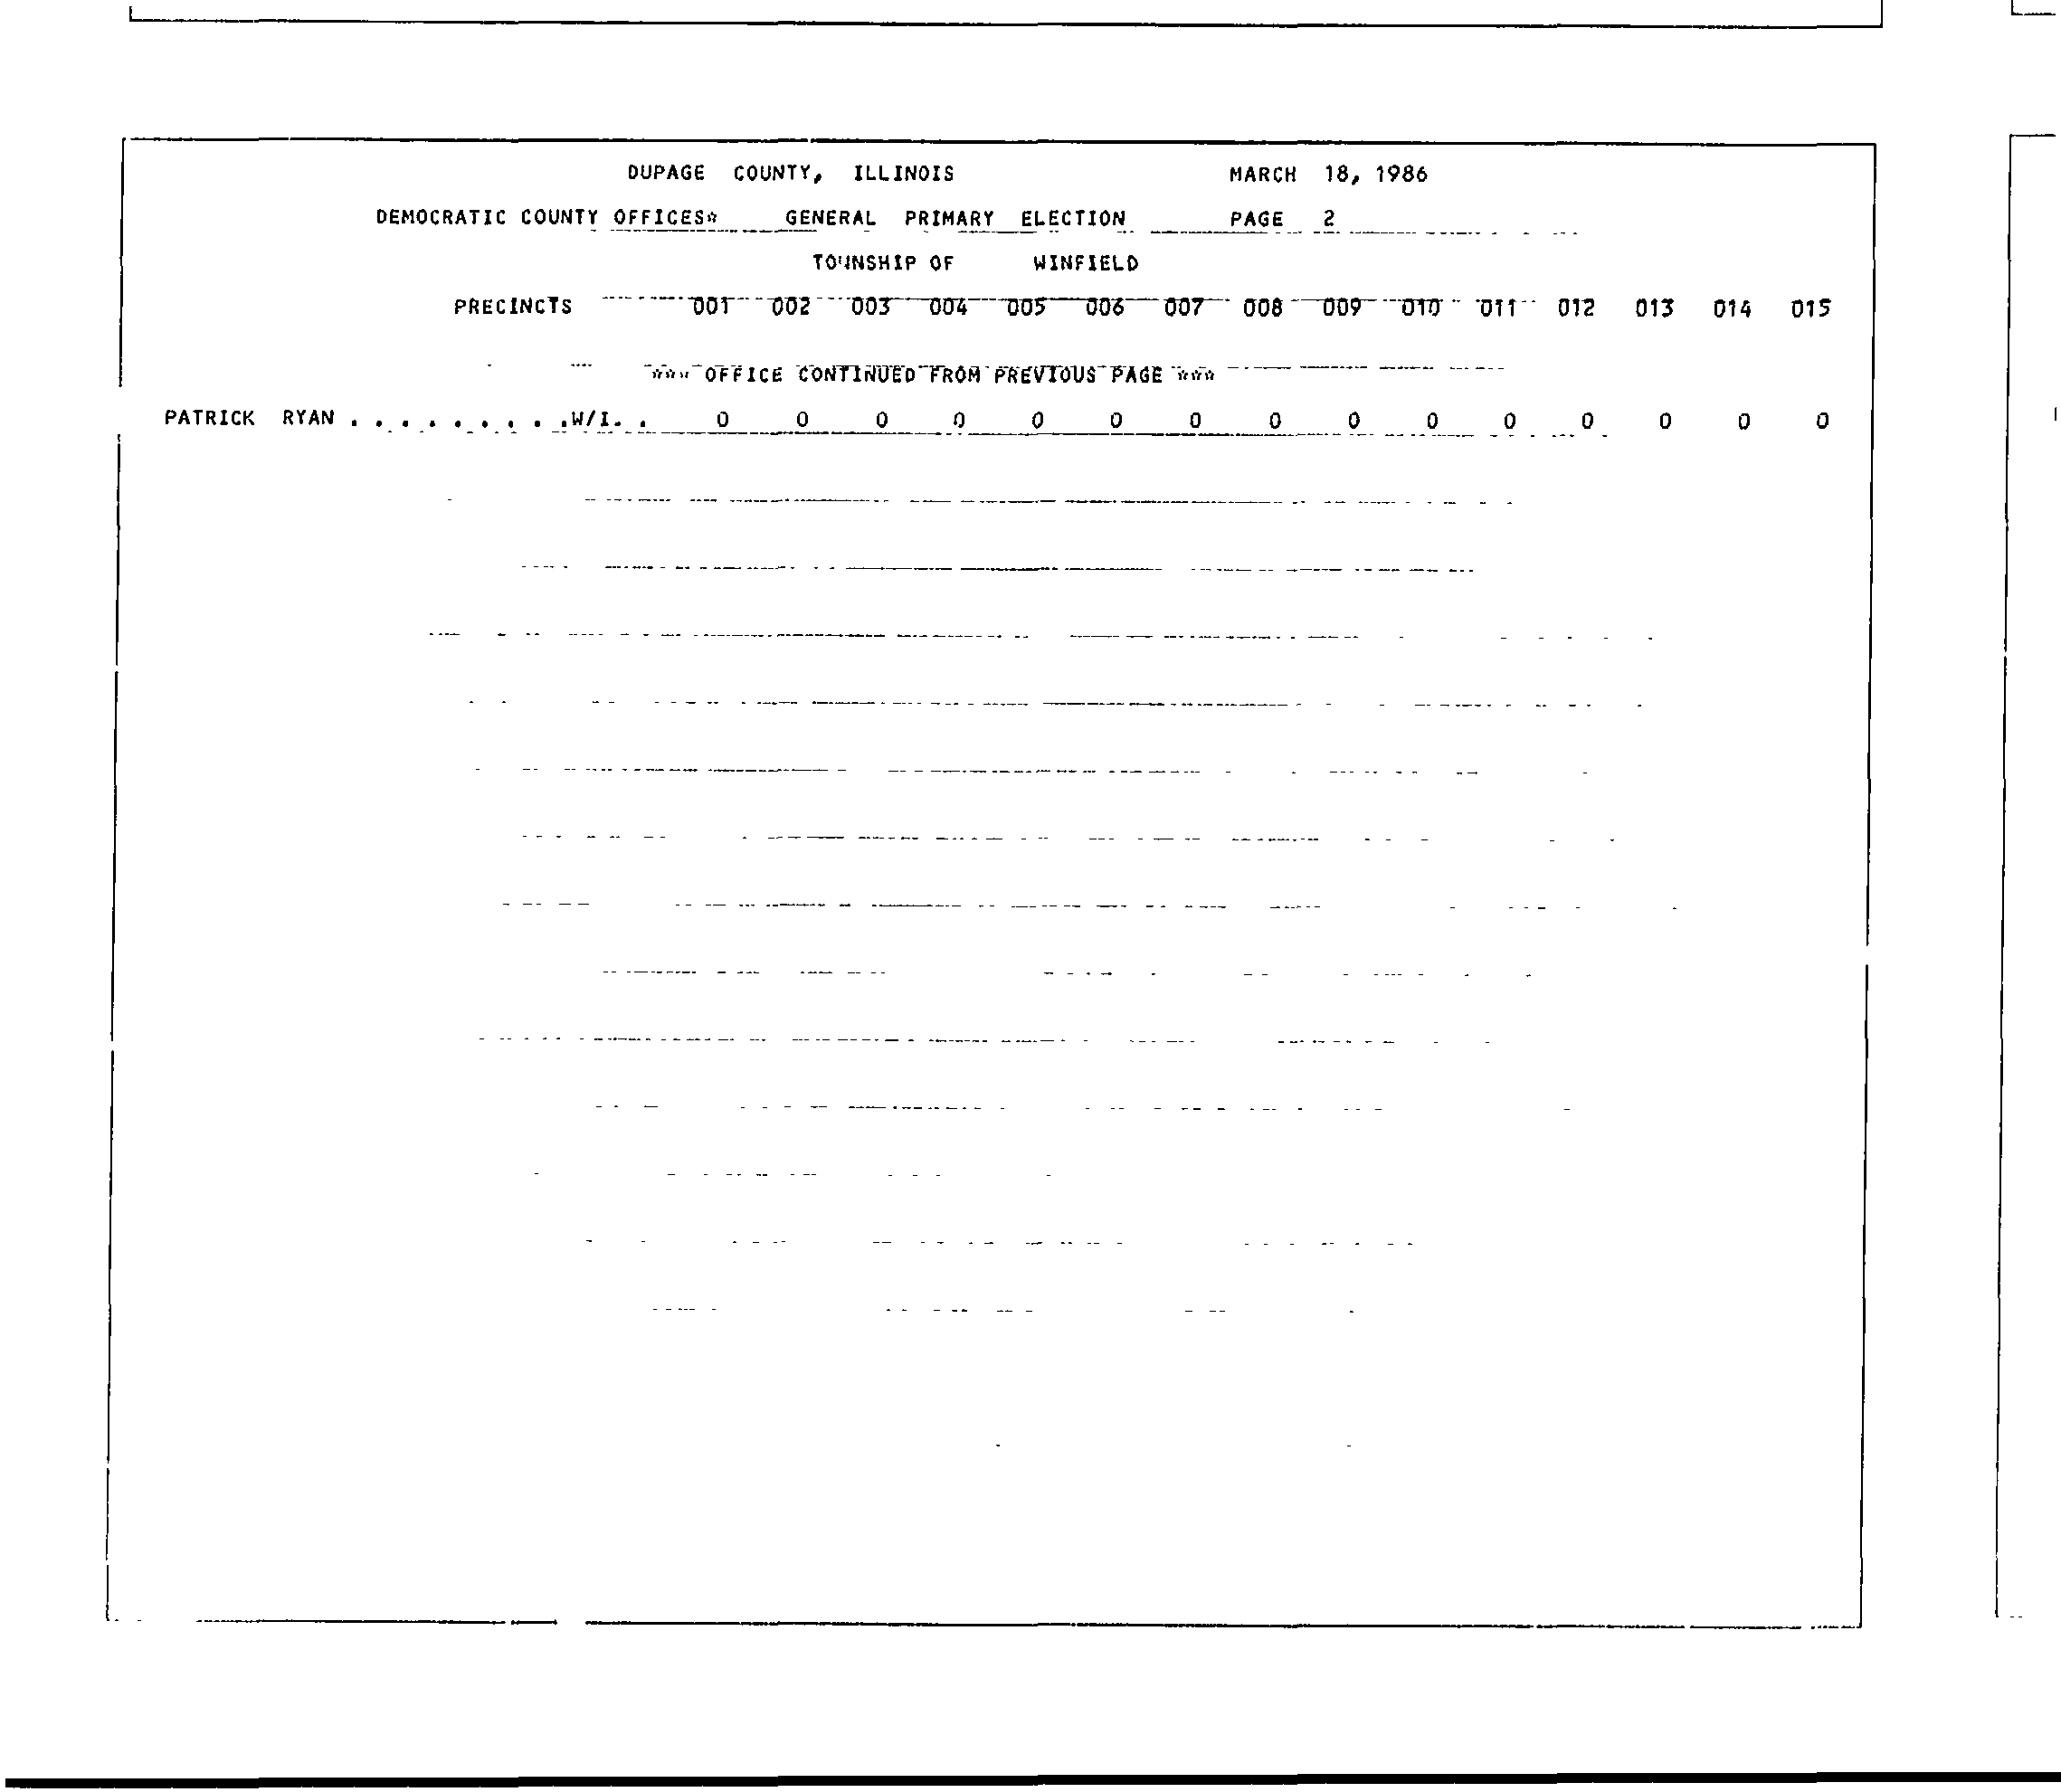 DUPAGE COUNTY, ILLINOIS MARCH 18, 1986
DEMOCRATIC COUNTY OFFICES* GENERAL PRIMARY ELECTION PAGE 2
TOWNSHIP OF WINFIELD
PRECINCTS 001 002 003 004 005 006 007 008 009 010 011 012 013 014 015
*** OFFICE CONTINUED FROM PREVIOUS PAGE ***
PATRICK RYAN . . . . . . . . .W/I. . 0 0 0 0 0 0 0 0 0 0 0 0 0 0 0